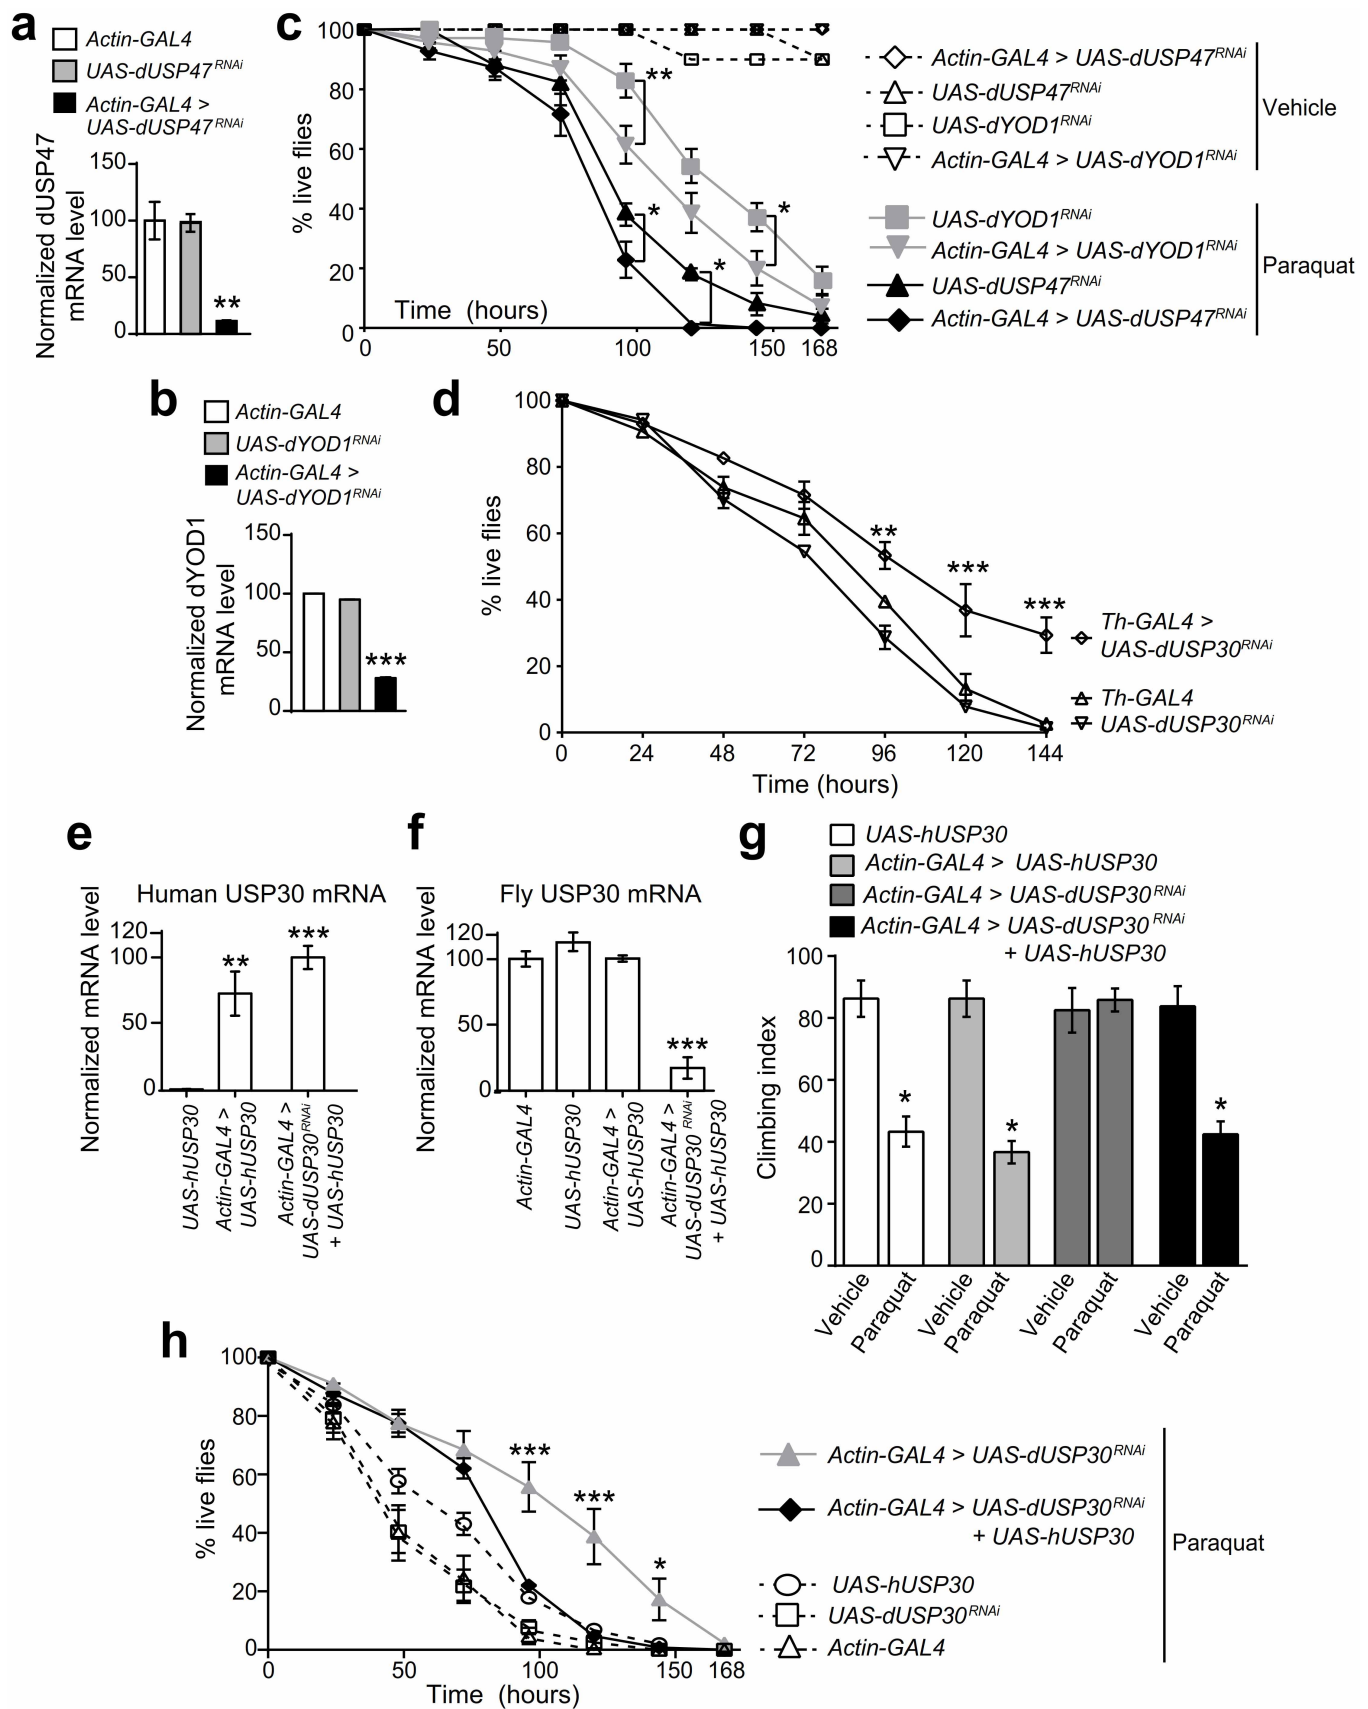 a
Actin-GAL4
UAS-dUSP47RNAi
Actin-GAL4 >
UAS-dUSP47RNAi
Normalized dUSP47
mRNA level
150
100
50
0
**
c
% live flies
100
80
60
40
20
0
**
*
*
*
Time (hours)
0
50
100
150
168
Actin-GAL4 > UAS-dUSP47RNAi
UAS-dUSP47RNAi
UAS-dYOD1RNAi
Actin-GAL4 > UAS-dYOD1RNAi
Vehicle
UAS-dYOD1RNAi
Actin-GAL4 > UAS-dYOD1RNAi
UAS-dUSP47RNAi
Actin-GAL4 > UAS-dUSP47RNAi
Paraquat
b
Actin-GAL4
UAS-dYOD1RNAi
Actin-GAL4 >
UAS-dYOD1RNAi
Normalized dYOD1
mRNA level
150
100
50
0
***
d
% live flies
100
80
60
40
20
0
**
***
***
0
24
48
72
96
120
144
Time (hours)
Th-GAL4 >
UAS-dUSP30RNAi
Th-GAL4
UAS-dUSP30RNAi
e
Human USP30 mRNA
Normalized mRNA level
120
100
50
0
**
***
UAS-hUSP30
Actin-GAL4 >
UAS-hUSP30
Actin-GAL4 >
UAS-dUSP30RNAi
+ UAS-hUSP30
f
Fly USP30 mRNA
Normalized mRNA level
120
100
50
0
***
Actin-GAL4
UAS-hUSP30
Actin-GAL4 >
UAS-hUSP30
Actin-GAL4 >
UAS-dUSP30RNAi
+ UAS-hUSP30
g
UAS-hUSP30
Actin-GAL4 > UAS-hUSP30
Actin-GAL4 > UAS-dUSP30RNAi
Actin-GAL4 > UAS-dUSP30RNAi
+ UAS-hUSP30
Climbing index
100
80
60
40
20
0
*
*
*
Vehicle
Paraquat
Vehicle
Paraquat
Vehicle
Paraquat
Vehicle
Paraquat
h
% live flies
100
80
60
40
20
0
***
***
*
0
50
100
150
168
Time (hours)
Actin-GAL4 > UAS-dUSP30RNAi
Actin-GAL4 > UAS-dUSP30RNAi
+ UAS-hUSP30
UAS-hUSP30
UAS-dUSP30RNAi
Actin-GAL4
Paraquat